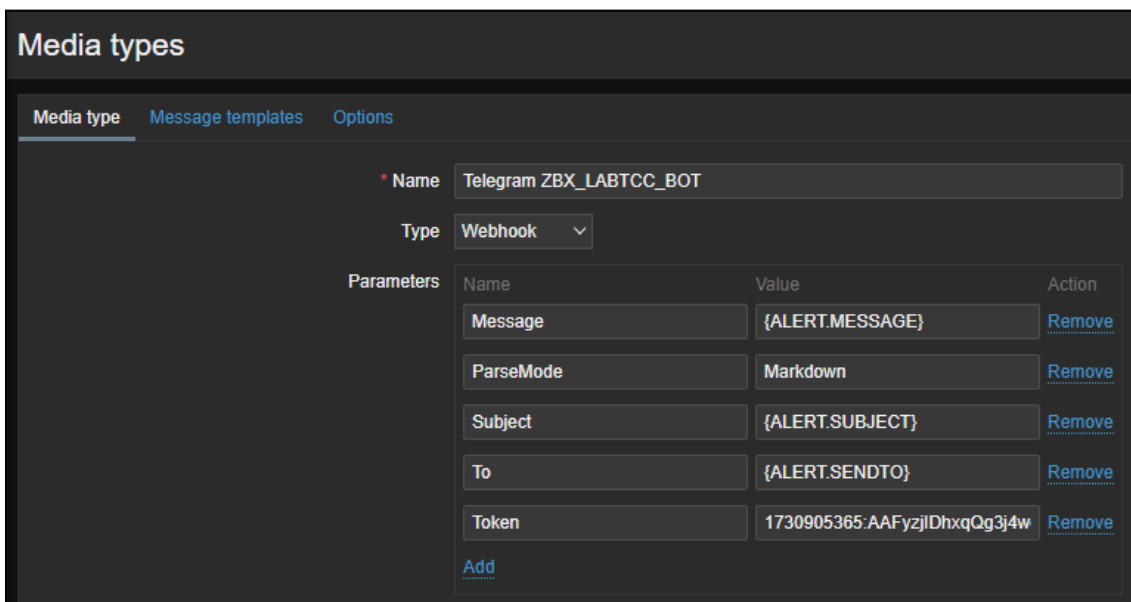 Media types
Media type Message templates Options
* Name Telegram ZBX_LABTCC_BOT
Type Webhook
Parameters Name Value Action
Message {ALERT.MESSAGE} Remove
ParseMode Markdown Remove
Subject {ALERT.SUBJECT} Remove
To {ALERT.SENDTO} Remove
Token 1730905365:AAFyzjIDhxqQg3j4w Remove
Add